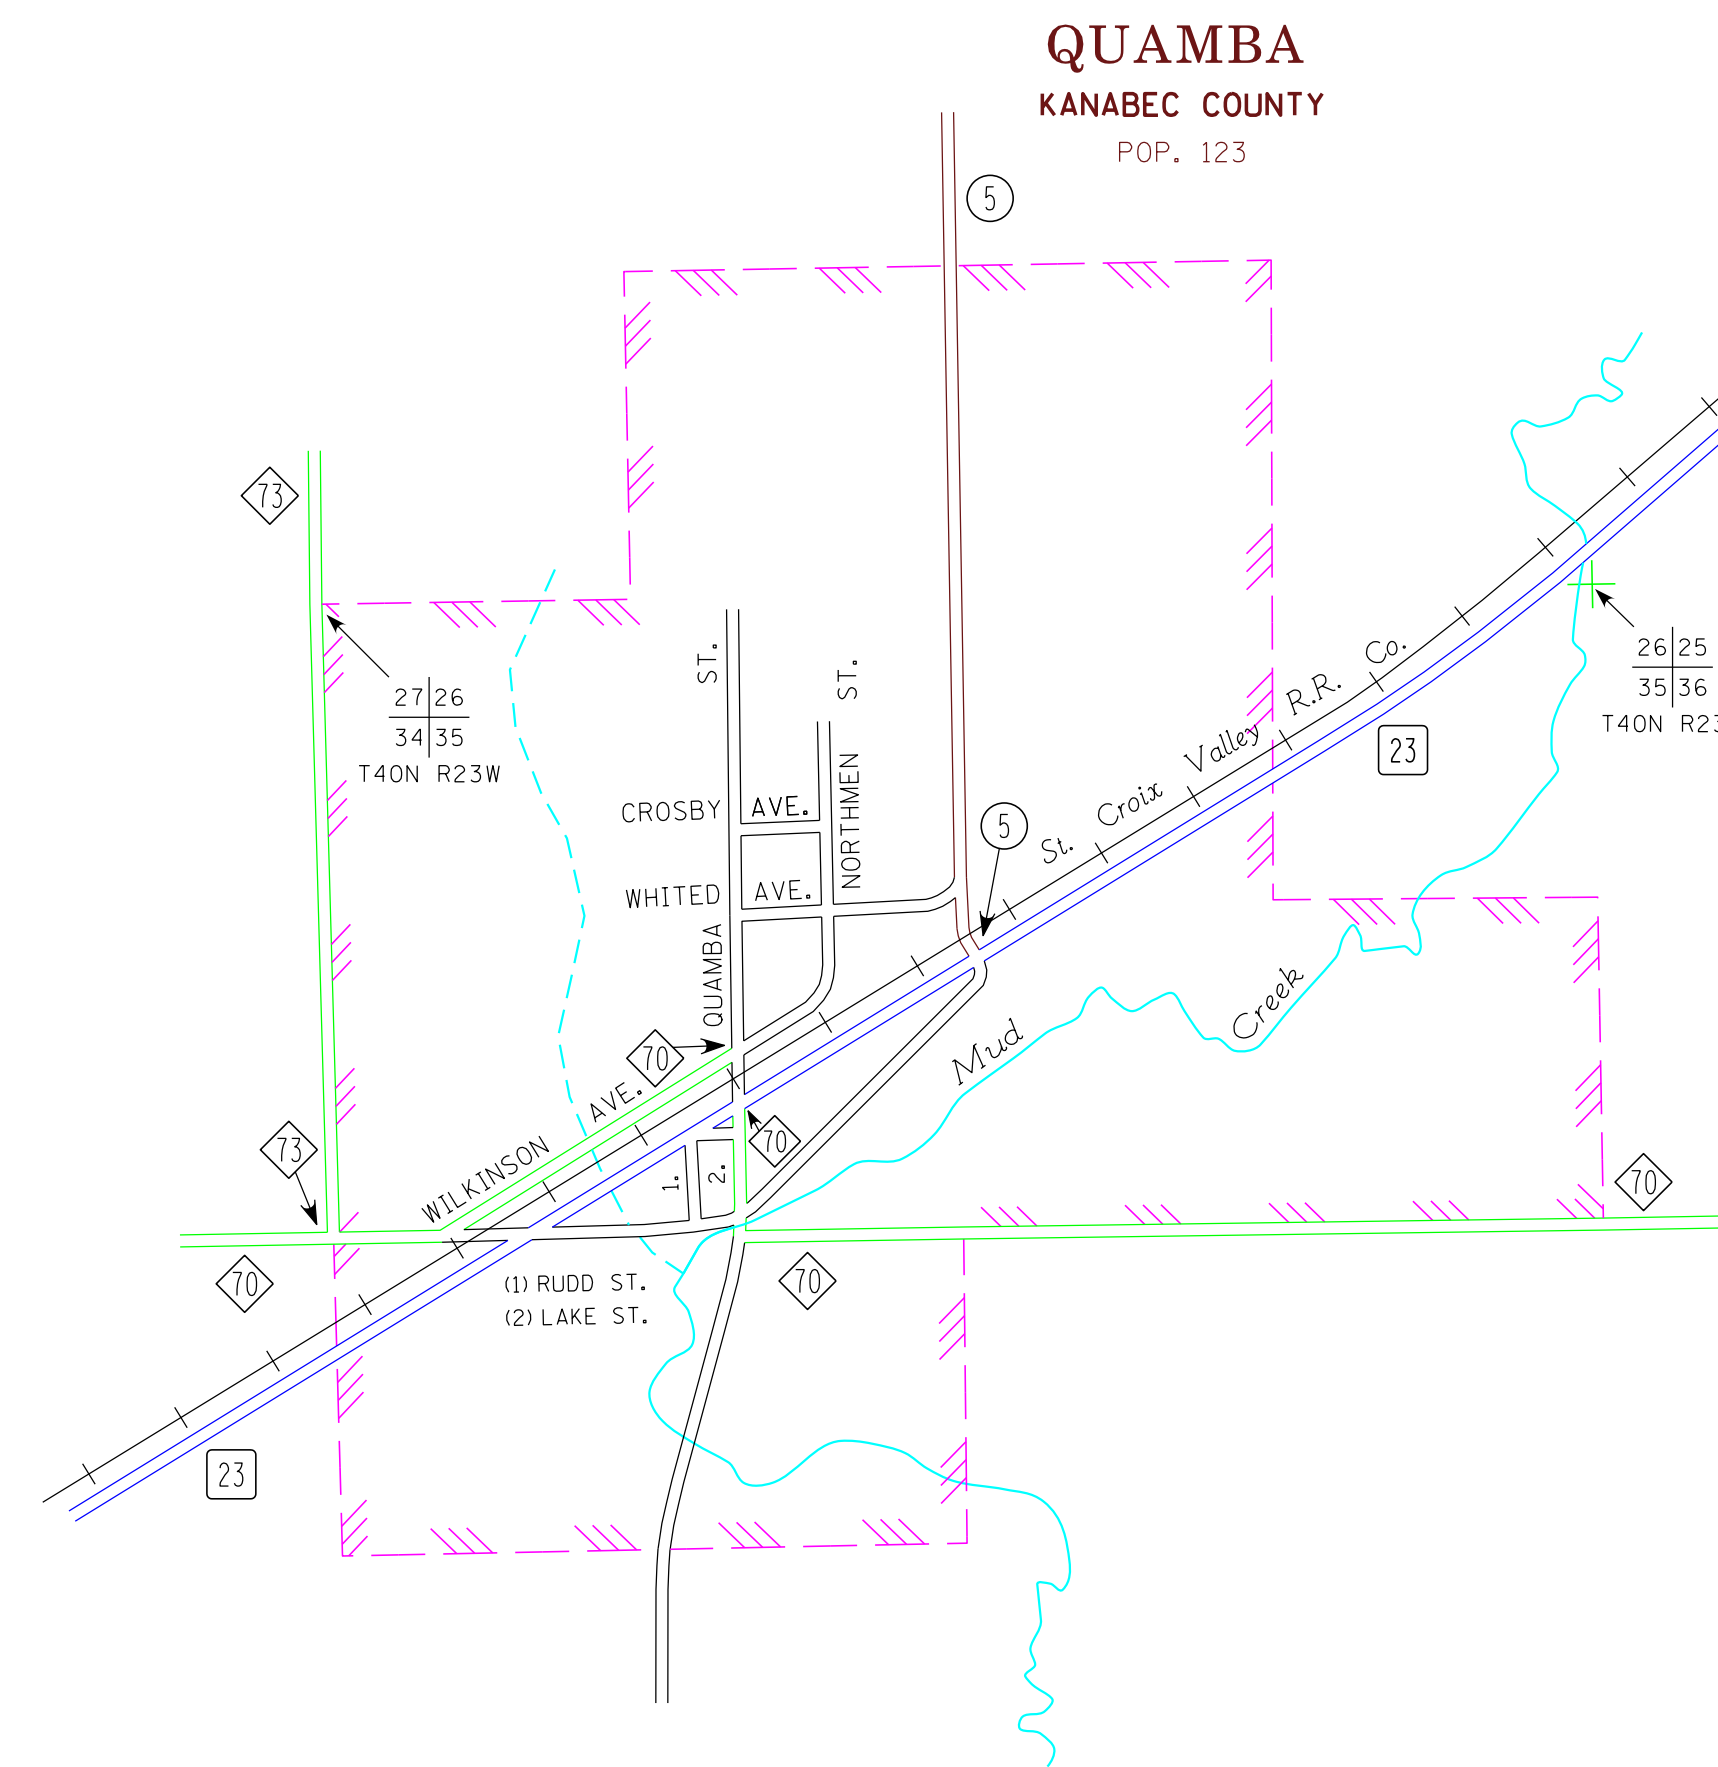 QUAMBA
KANABEC COUNTY
POP. 123
5
73
27 26
34 35
T40N R23W
ST.
ST.
CROSBY AVE.
NORTHMEN
WHITED AVE.
QUAMBA
5
St. Croix Valley R.R. Co.
23
26 25
35 36
T40N R23
70
WILKINSON AVE.
73
70
1.
2.
Mud Creek
70
70
(1) RUDD ST.
(2) LAKE ST.
70
23